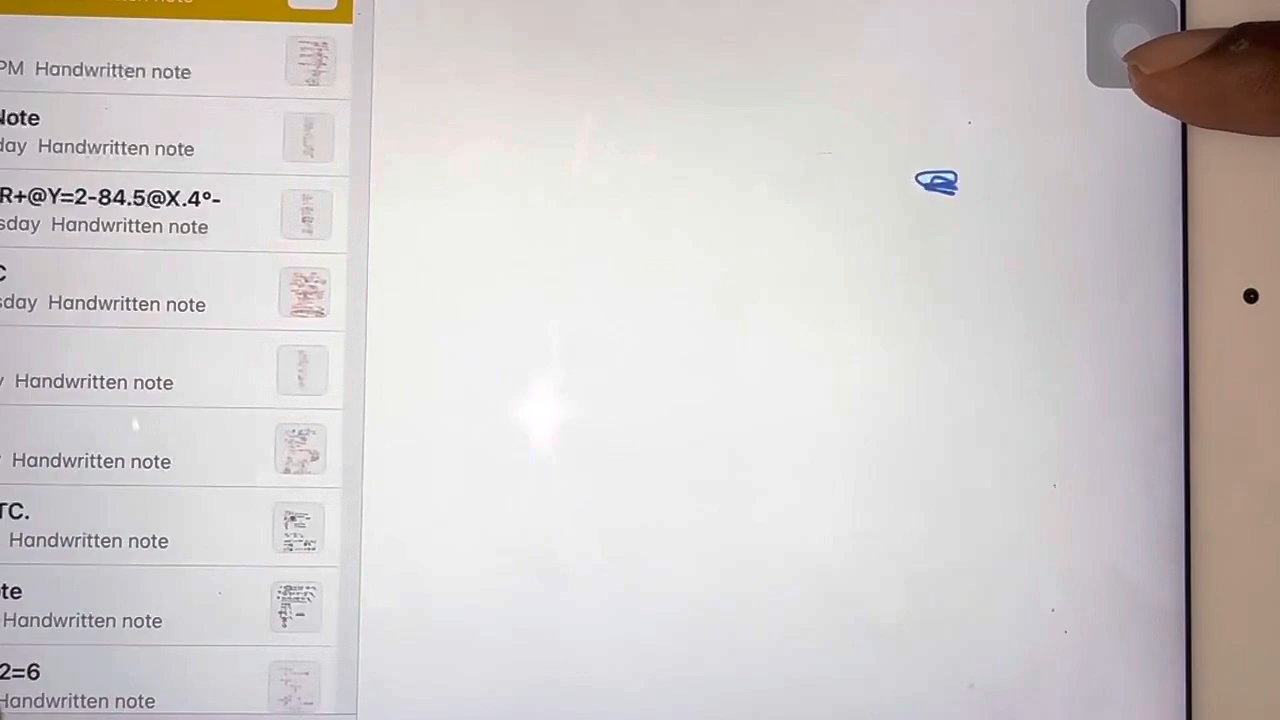 PM Handwritten note
Note
day Handwritten note
R+@Y=2-84.5@X.4º-
sday Handwritten note
C
sday Handwritten note
y Handwritten note
Handwritten note
TC.
Handwritten note
te
Handwritten note
2=6
Handwritten note